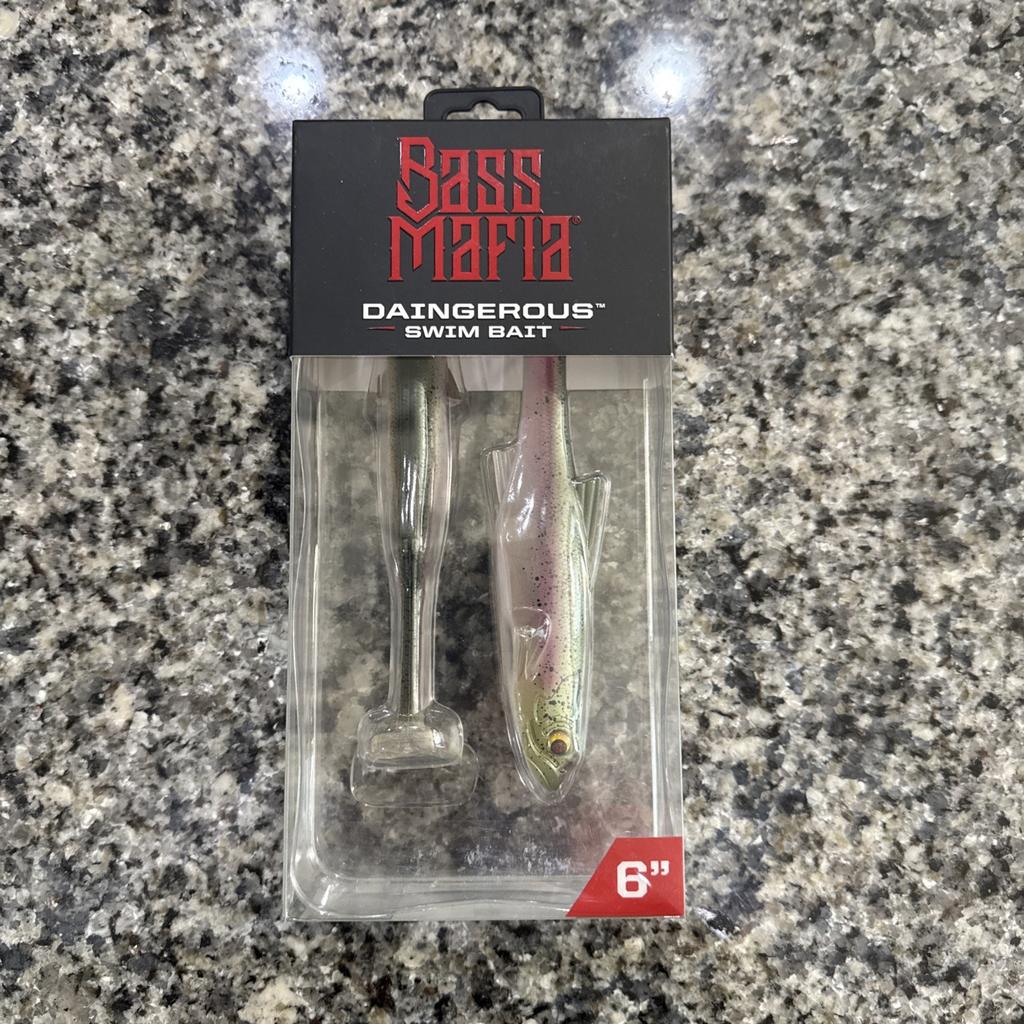 Bass
Mafia®
DAINGEROUS™
SWIM BAIT
6”